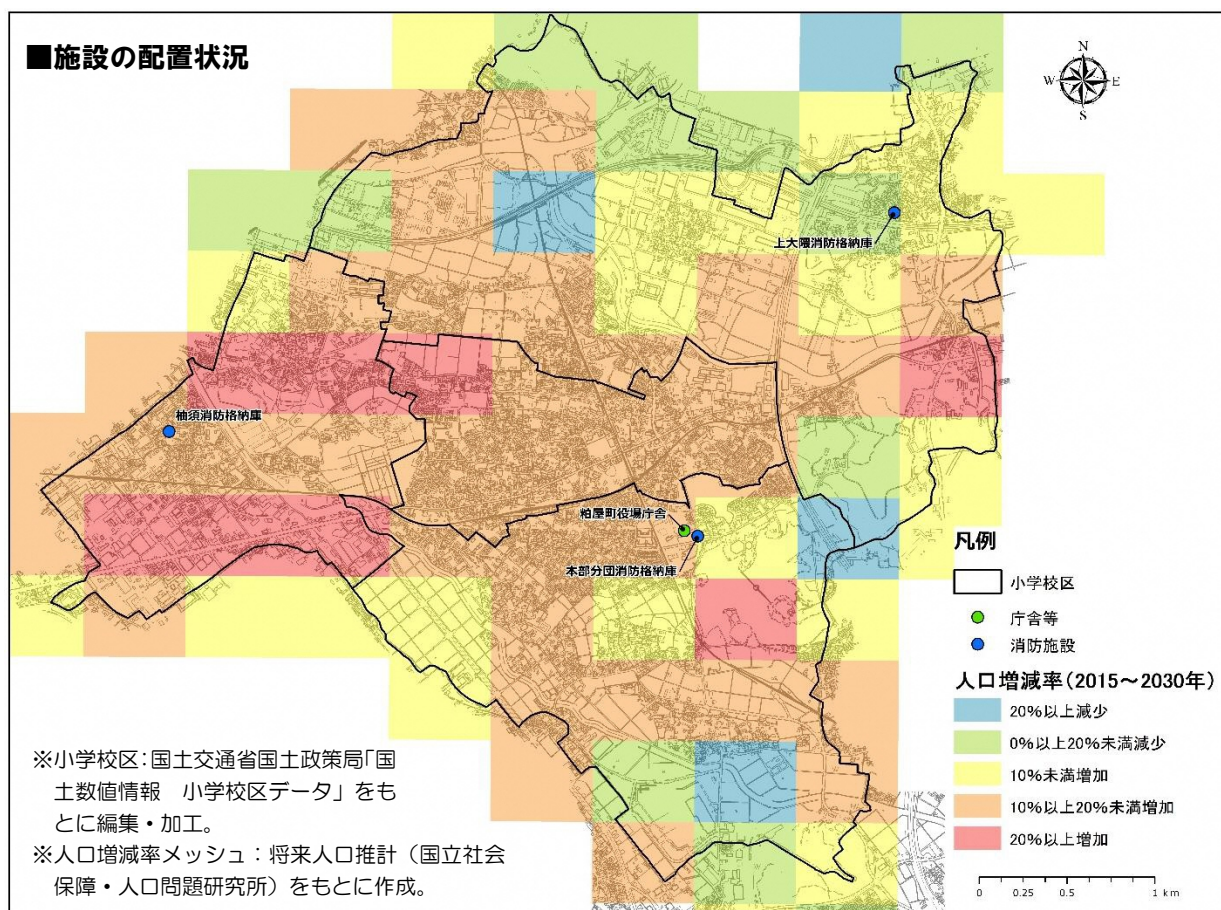 ■施設の配置状況
N
W E
S
上大隈消防格納庫
柚須消防格納庫
粕屋町役場庁舎
本部分団消防格納庫
凡例
小学校区
庁舎等
消防施設
人口増減率(2015～2030年)
20%以上減少
0%以上20%未満減少
10%未満増加
10%以上20%未満増加
20%以上増加
0 0.25 0.5 1 km
※小学校区:国土交通省国土政策局「国
土数値情報 小学校区データ」をも
とに編集・加工。
※人口増減率メッシュ：将来人口推計（国立社会
保障・人口問題研究所）をもとに作成。